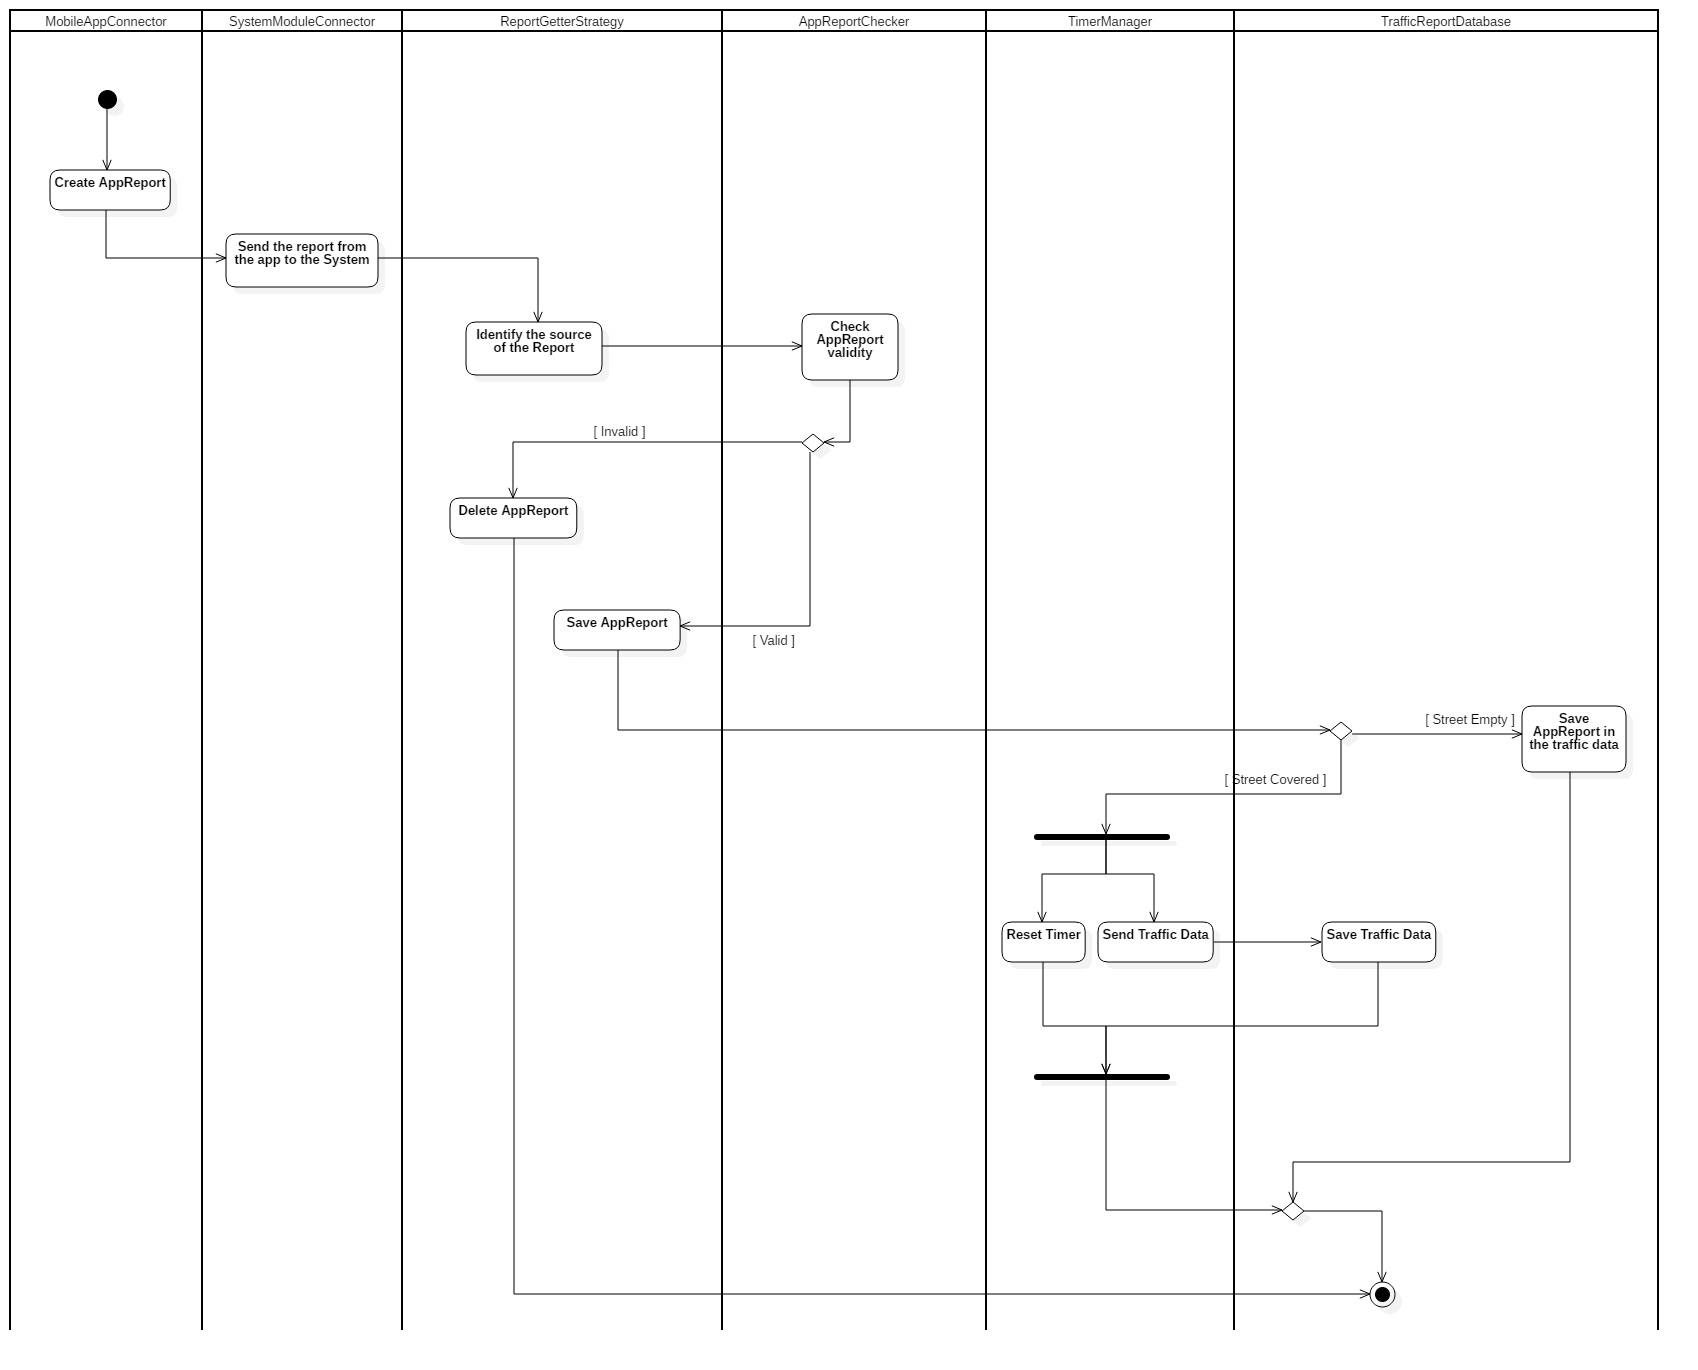 MobileAppConnector
SystemModuleConnector
ReportGetterStrategy
AppReportChecker
TimerManager
TrafficReportDatabase
Create AppReport
Send the report from
the app to the System
Identify the source
of the Report
Check
AppReport
validity
[ Invalid ]
Delete AppReport
Save AppReport
[ Valid ]
[ Street Empty ]
Save
AppReport in
the traffic data
[ Street Covered ]
Reset Timer
Send Traffic Data
Save Traffic Data